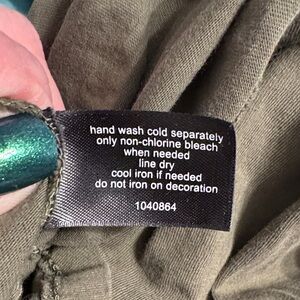 hand wash cold separately
only non-chlorine bleach
when needed
line dry
cool iron if needed
do not iron on decoration
1040864